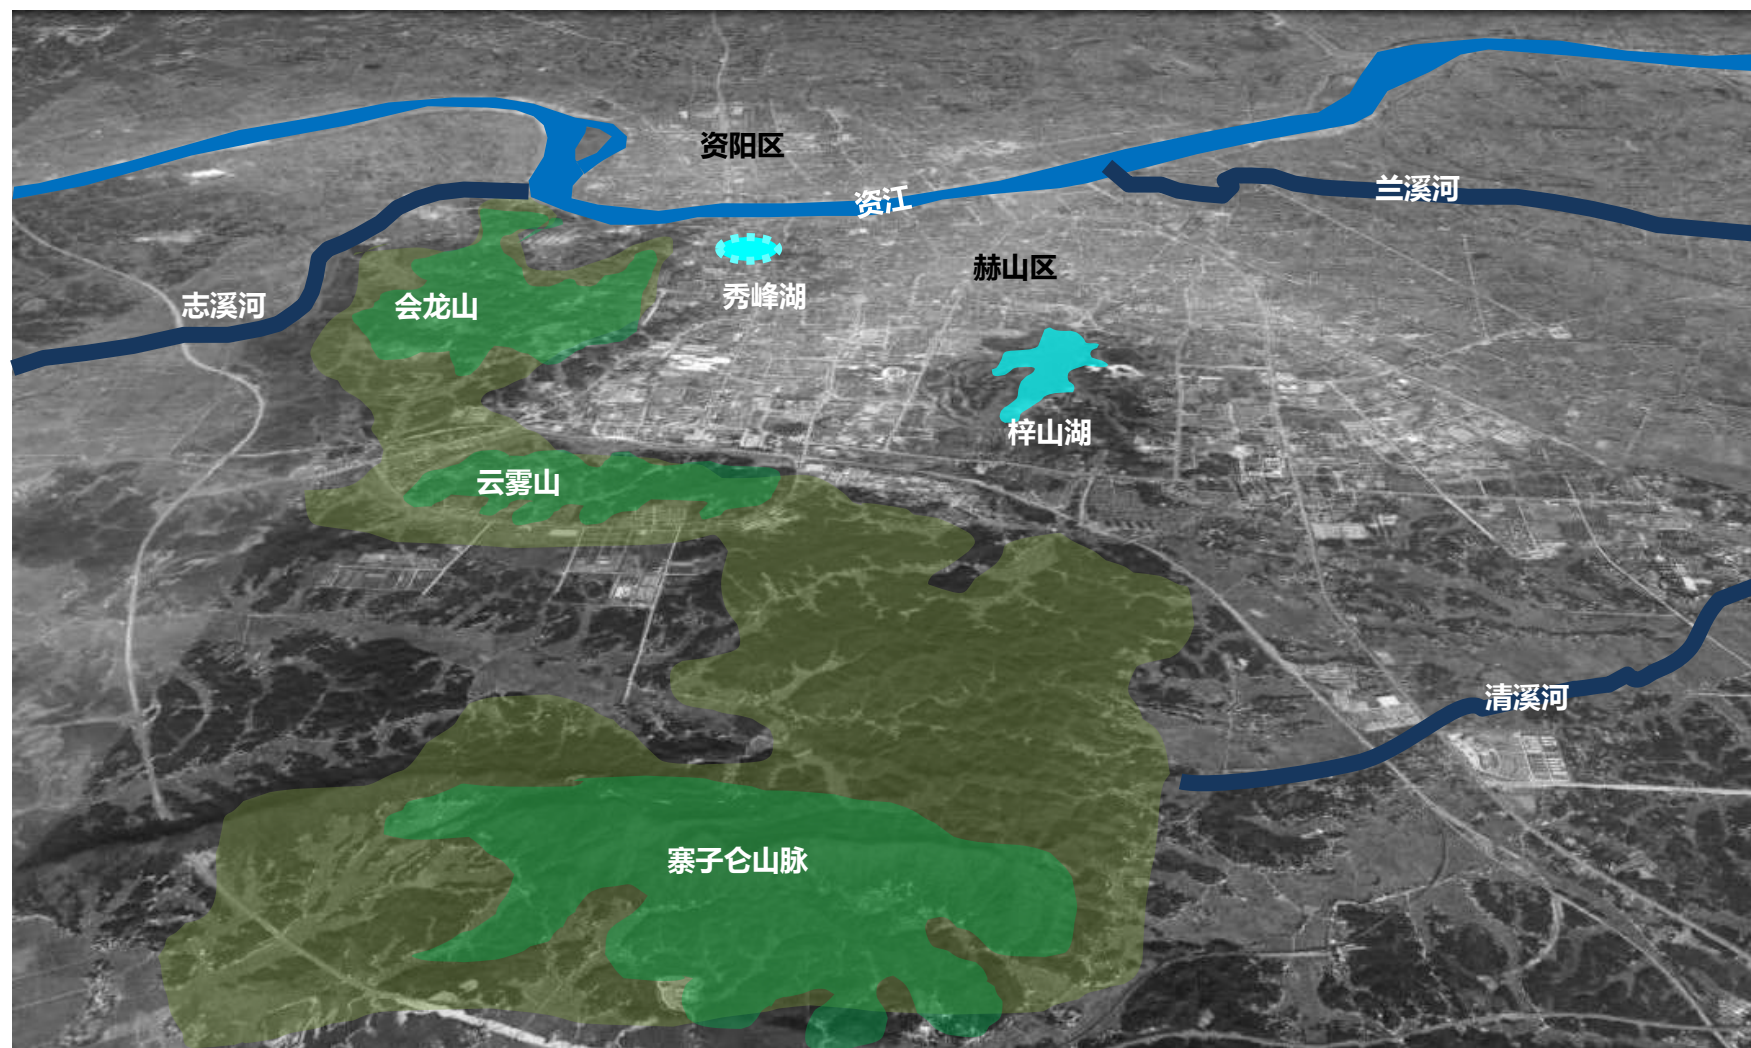 资阳区
资江
兰溪河
赫山区
秀峰湖
志溪河
会龙山
梓山湖
云雾山
清溪河
寨子仑山脉